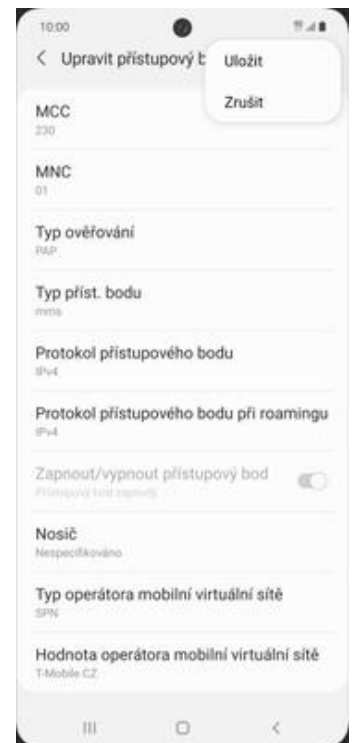 10:00
Upravit přístupový b
Uložit
Zrušit
MCC
230
MNC
01
Typ ověřování
PAP
Typ příst. bodu
mms
Protokol přístupového bodu
IPv4
Protokol přístupového bodu při roamingu
IPv4
Zapnout/vypnout přístupový bod
Přístupový bod zapnutý
Nosič
Nespecifikováno
Typ operátora mobilní virtuální sítě
SPN
Hodnota operátora mobilní virtuální sítě
T-Mobile CZ